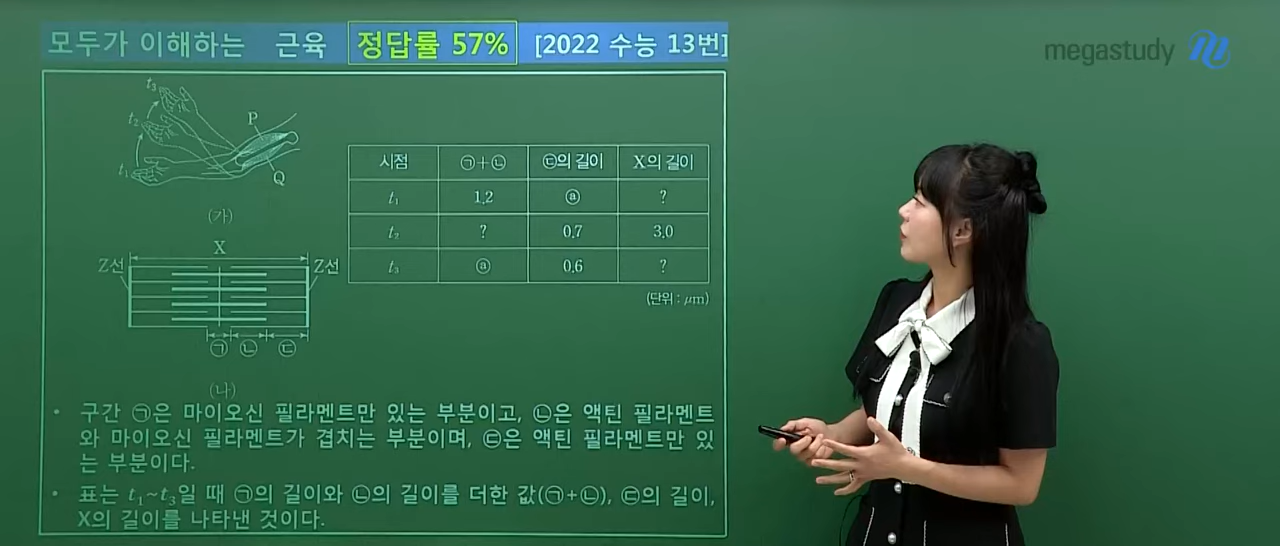 모두가 이해하는 근육 정답률 57% [2022 수능 13번]
megastudy
t₃
t₂
t₁
P
Q
(가)
X
Z선 Z선
㉠ ㉡ ㉢
(나)
시점 ㉠+㉡ ㉢의 길이 X의 길이
t₁ 1.2 ⓐ ?
t₂ ? 0.7 3.0
t₃ ⓐ 0.6 ?
(단위 : μm)
• 구간 ㉠은 마이오신 필라멘트만 있는 부분이고, ㉡은 액틴 필라멘트
와 마이오신 필라멘트가 겹치는 부분이며, ㉢은 액틴 필라멘트만 있
는 부분이다.
• 표는 t₁~t₃일 때 ㉠의 길이와 ㉡의 길이를 더한 값(㉠+㉡), ㉢의 길이,
X의 길이를 나타낸 것이다.